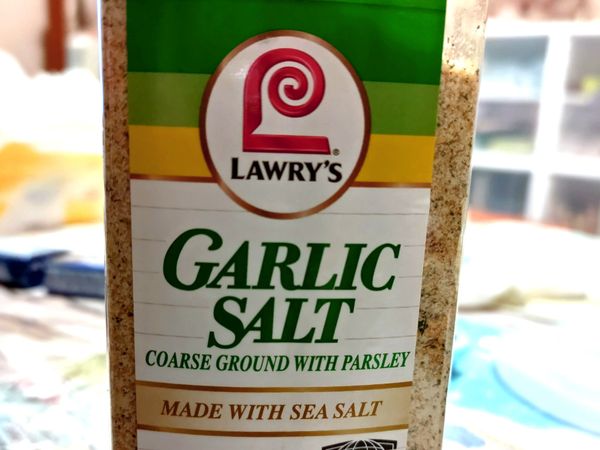 LAWRY'S
GARLIC
SALT
COARSE GROUND WITH PARSLEY
MADE WITH SEA SALT